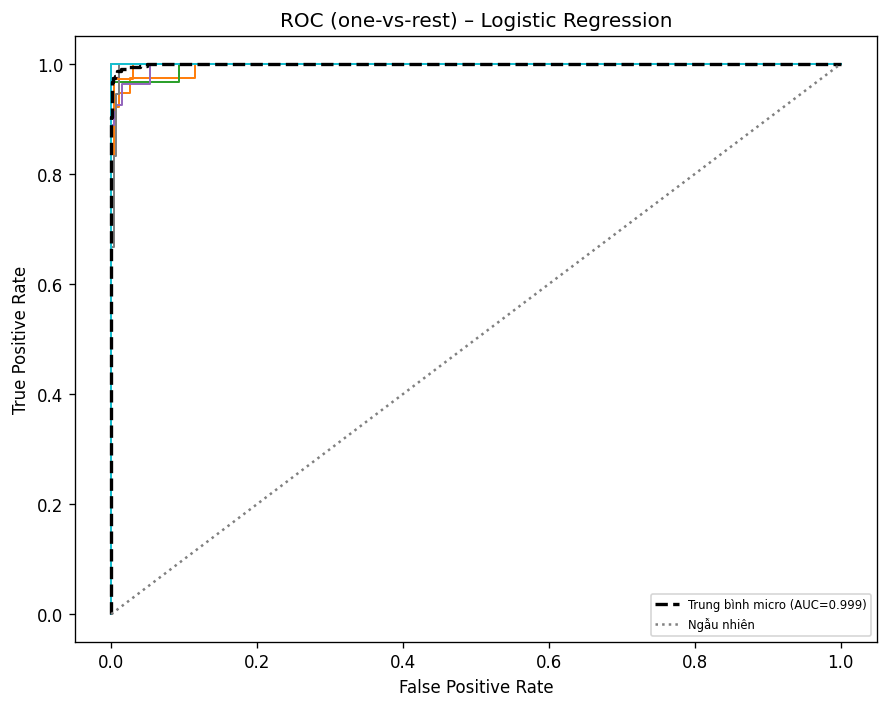 ROC (one-vs-rest) – Logistic Regression
True Positive Rate
1.0
0.8
0.6
0.4
0.2
0.0
0.0 0.2 0.4 0.6 0.8 1.0
False Positive Rate
Trung bình micro (AUC=0.999)
Ngẫu nhiên